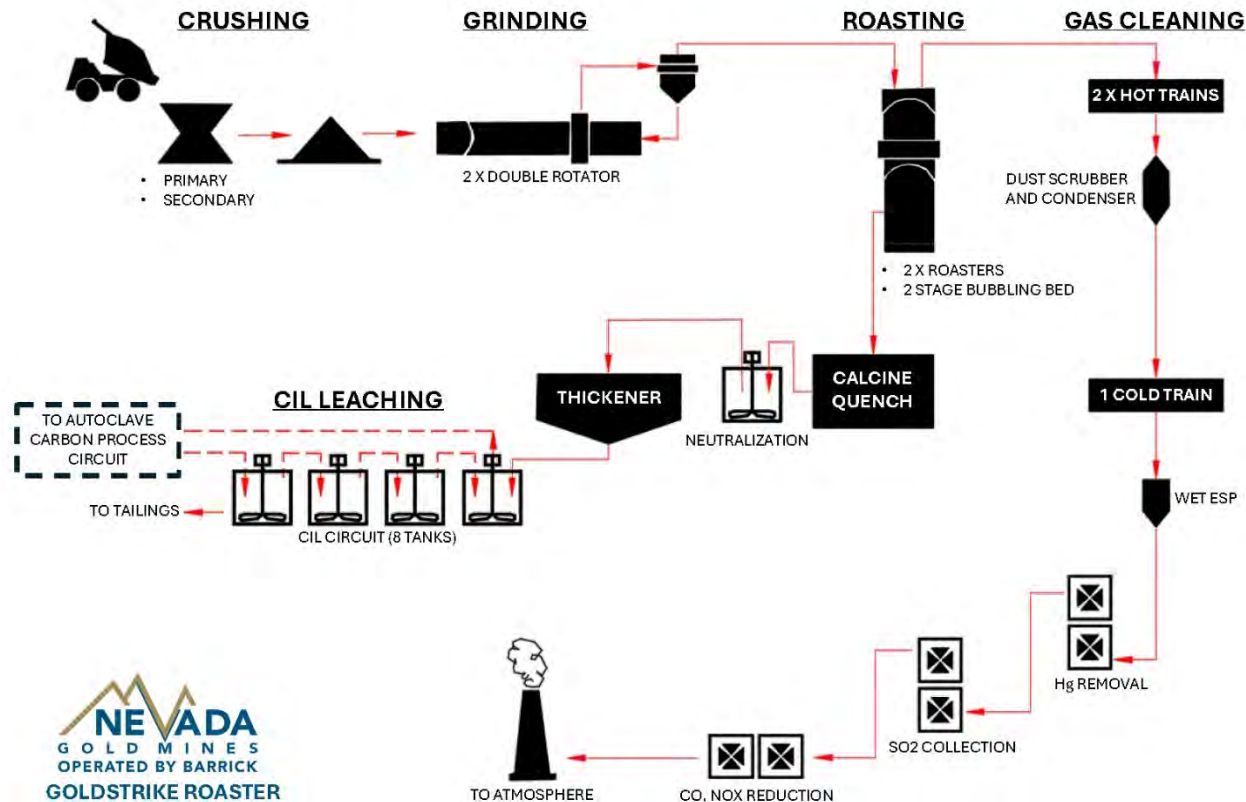 CRUSHING
GRINDING
ROASTING
GAS CLEANING
• PRIMARY
• SECONDARY
2 X DOUBLE ROTATOR
• 2 X ROASTERS
• 2 STAGE BUBBLING BED
2 X HOT TRAINS
DUST SCRUBBER
AND CONDENSER
1 COLD TRAIN
WET ESP
Hg REMOVAL
SO2 COLLECTION
CO, NOX REDUCTION
TO ATMOSPHERE
CALCINE
QUENCH
NEUTRALIZATION
THICKENER
CIL LEACHING
TO AUTOCLAVE
CARBON PROCESS
CIRCUIT
TO TAILINGS
CIL CIRCUIT (8 TANKS)
NEVADA
GOLD MINES
OPERATED BY BARRICK
GOLDSTRIKE ROASTER